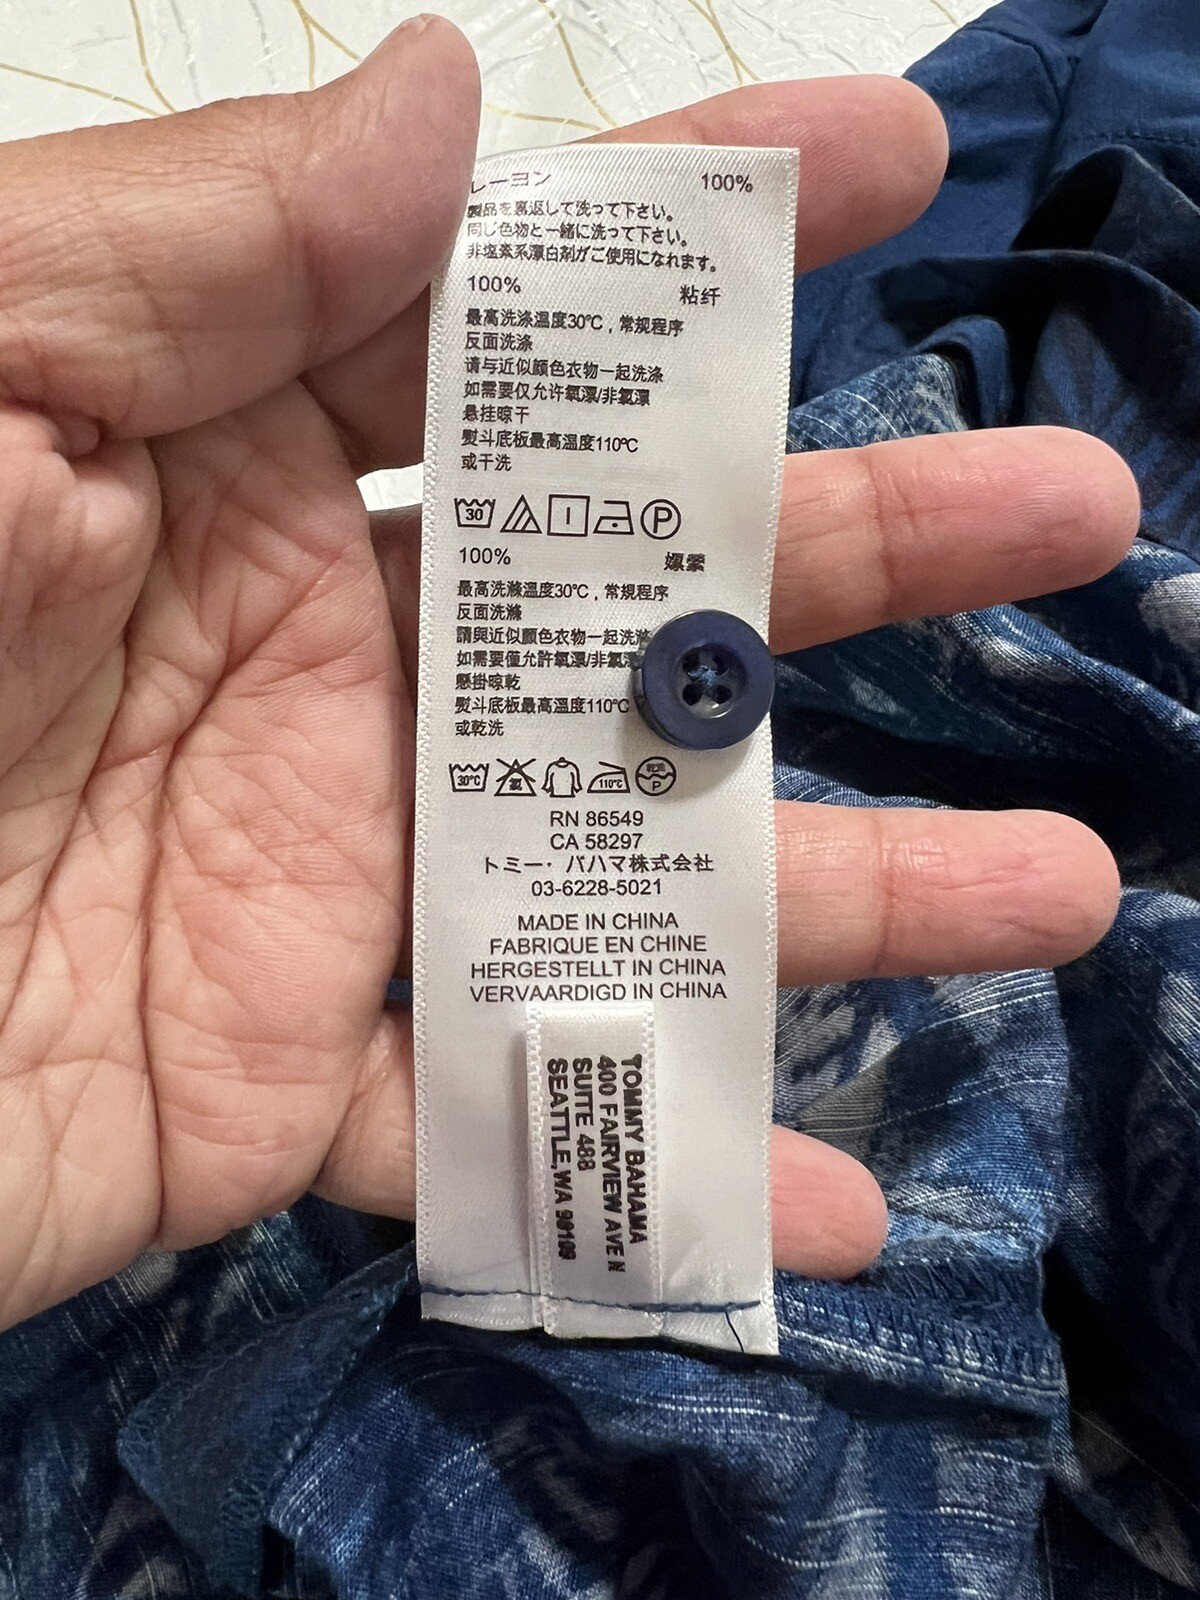 レーヨン 100%
製品を裏返して洗って下さい。
同じ色物と一緒に洗って下さい。
非塩素系漂白剤がご使用になれます。
100% 粘纤
最高洗涤温度30℃，常规程序
反面洗涤
请与近似颜色衣物一起洗涤
如需要仅允许氧漂/非氯漂
悬挂晾干
熨斗底板最高温度110℃
或干洗
30 P
100% 嫘縈
最高洗滌溫度30℃，常規程序
反面洗滌
請與近似顏色衣物一起洗滌
如需要僅允許氧漂/非氯漂
懸掛晾乾
熨斗底板最高溫度110℃
或乾洗
30℃ 氯 110℃ 乾洗 P
RN 86549
CA 58297
トミー・バハマ株式会社
03-6228-5021
MADE IN CHINA
FABRIQUE EN CHINE
HERGESTELLT IN CHINA
VERVAARDIGD IN CHINA
TOMMY BAHAMA
400 FAIRVIEW AVE N
SUITE 488
SEATTLE,WA 98109